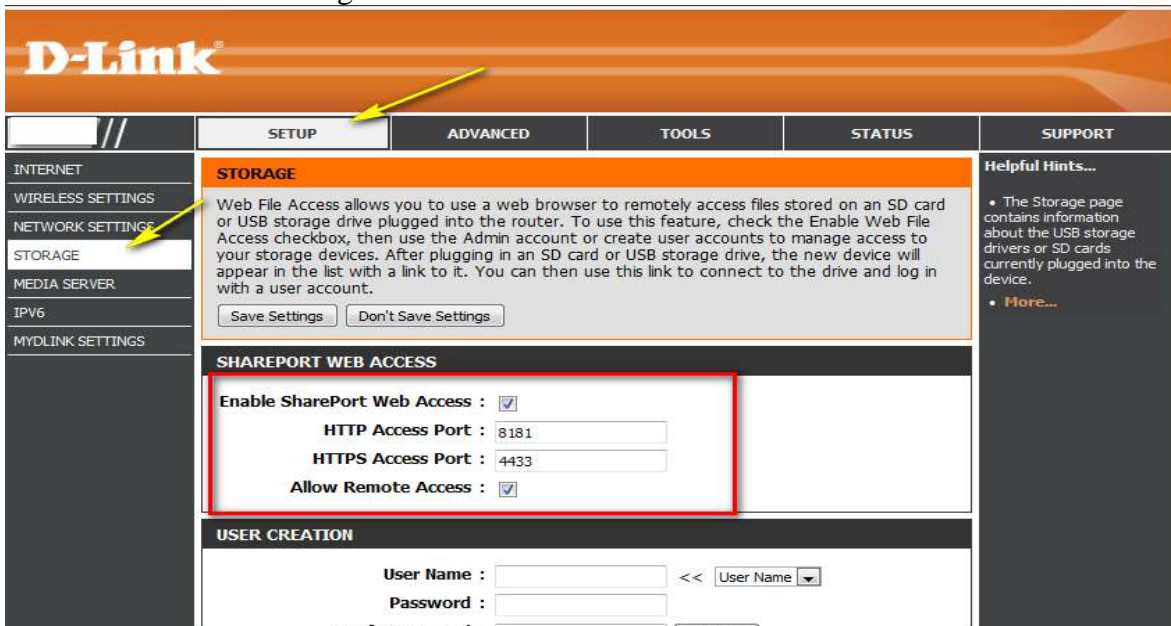 D-Link®
SETUP
ADVANCED
TOOLS
STATUS
SUPPORT
INTERNET
WIRELESS SETTINGS
NETWORK SETTINGS
STORAGE
MEDIA SERVER
IPV6
MYDLINK SETTINGS
STORAGE
Web File Access allows you to use a web browser to remotely access files stored on an SD card
or USB storage drive plugged into the router. To use this feature, check the Enable Web File
Access checkbox, then use the Admin account or create user accounts to manage access to
your storage devices. After plugging in an SD card or USB storage drive, the new device will
appear in the list with a link to it. You can then use this link to connect to the drive and log in
with a user account.
Save Settings Don't Save Settings
SHAREPORT WEB ACCESS
Enable SharePort Web Access :
HTTP Access Port : 8181
HTTPS Access Port : 4433
Allow Remote Access :
USER CREATION
User Name : << User Name
Password :
Helpful Hints...
• The Storage page
contains information
about the USB storage
drivers or SD cards
currently plugged into the
device.
• More...